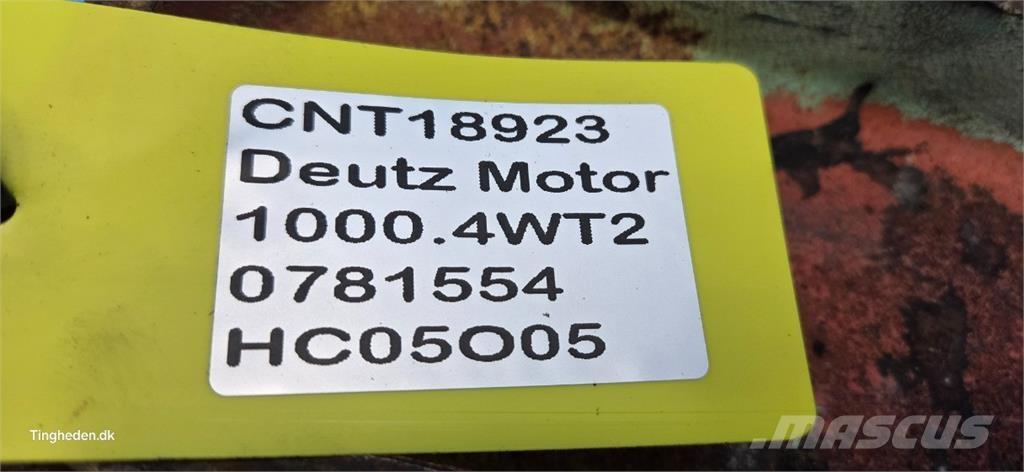 CNT18923
Deutz Motor
1000.4WT2
0781554
HC05O05
Tingheden.dk
MASCUS